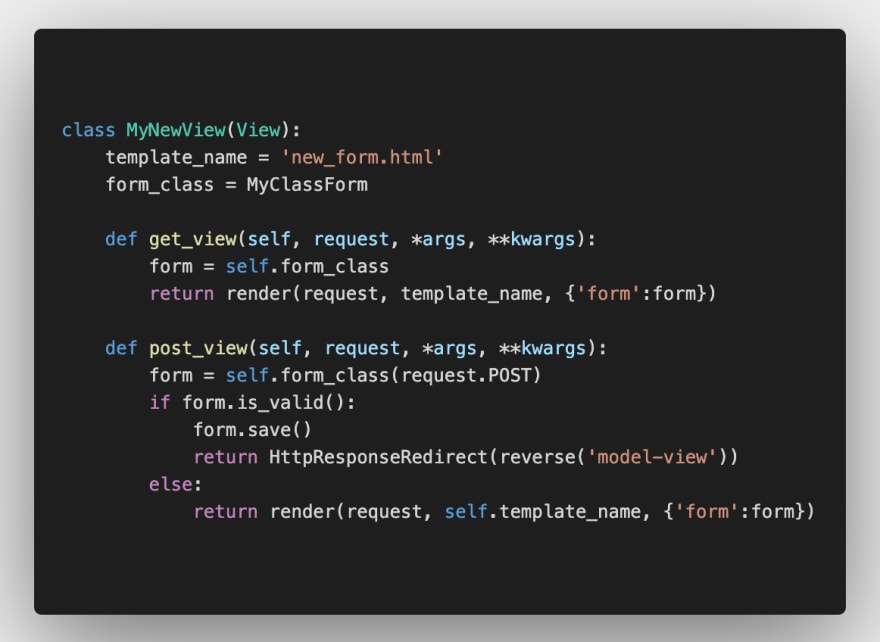 class MyNewView(View):
    template_name = 'new_form.html'
    form_class = MyClassForm

    def get_view(self, request, *args, **kwargs):
        form = self.form_class
        return render(request, template_name, {'form':form})

    def post_view(self, request, *args, **kwargs):
        form = self.form_class(request.POST)
        if form.is_valid():
            form.save()
            return HttpResponseRedirect(reverse('model-view'))
        else:
            return render(request, self.template_name, {'form':form})